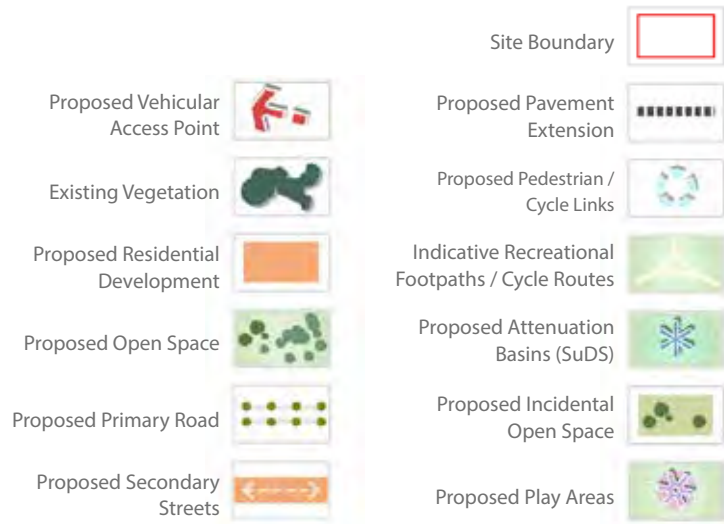 Proposed Vehicular
Access Point
Existing Vegetation
Proposed Residential
Development
Proposed Open Space
Proposed Primary Road
Proposed Secondary
Streets
Site Boundary
Proposed Pavement
Extension
Proposed Pedestrian /
Cycle Links
Indicative Recreational
Footpaths / Cycle Routes
Proposed Attenuation
Basins (SuDS)
Proposed Incidental
Open Space
Proposed Play Areas